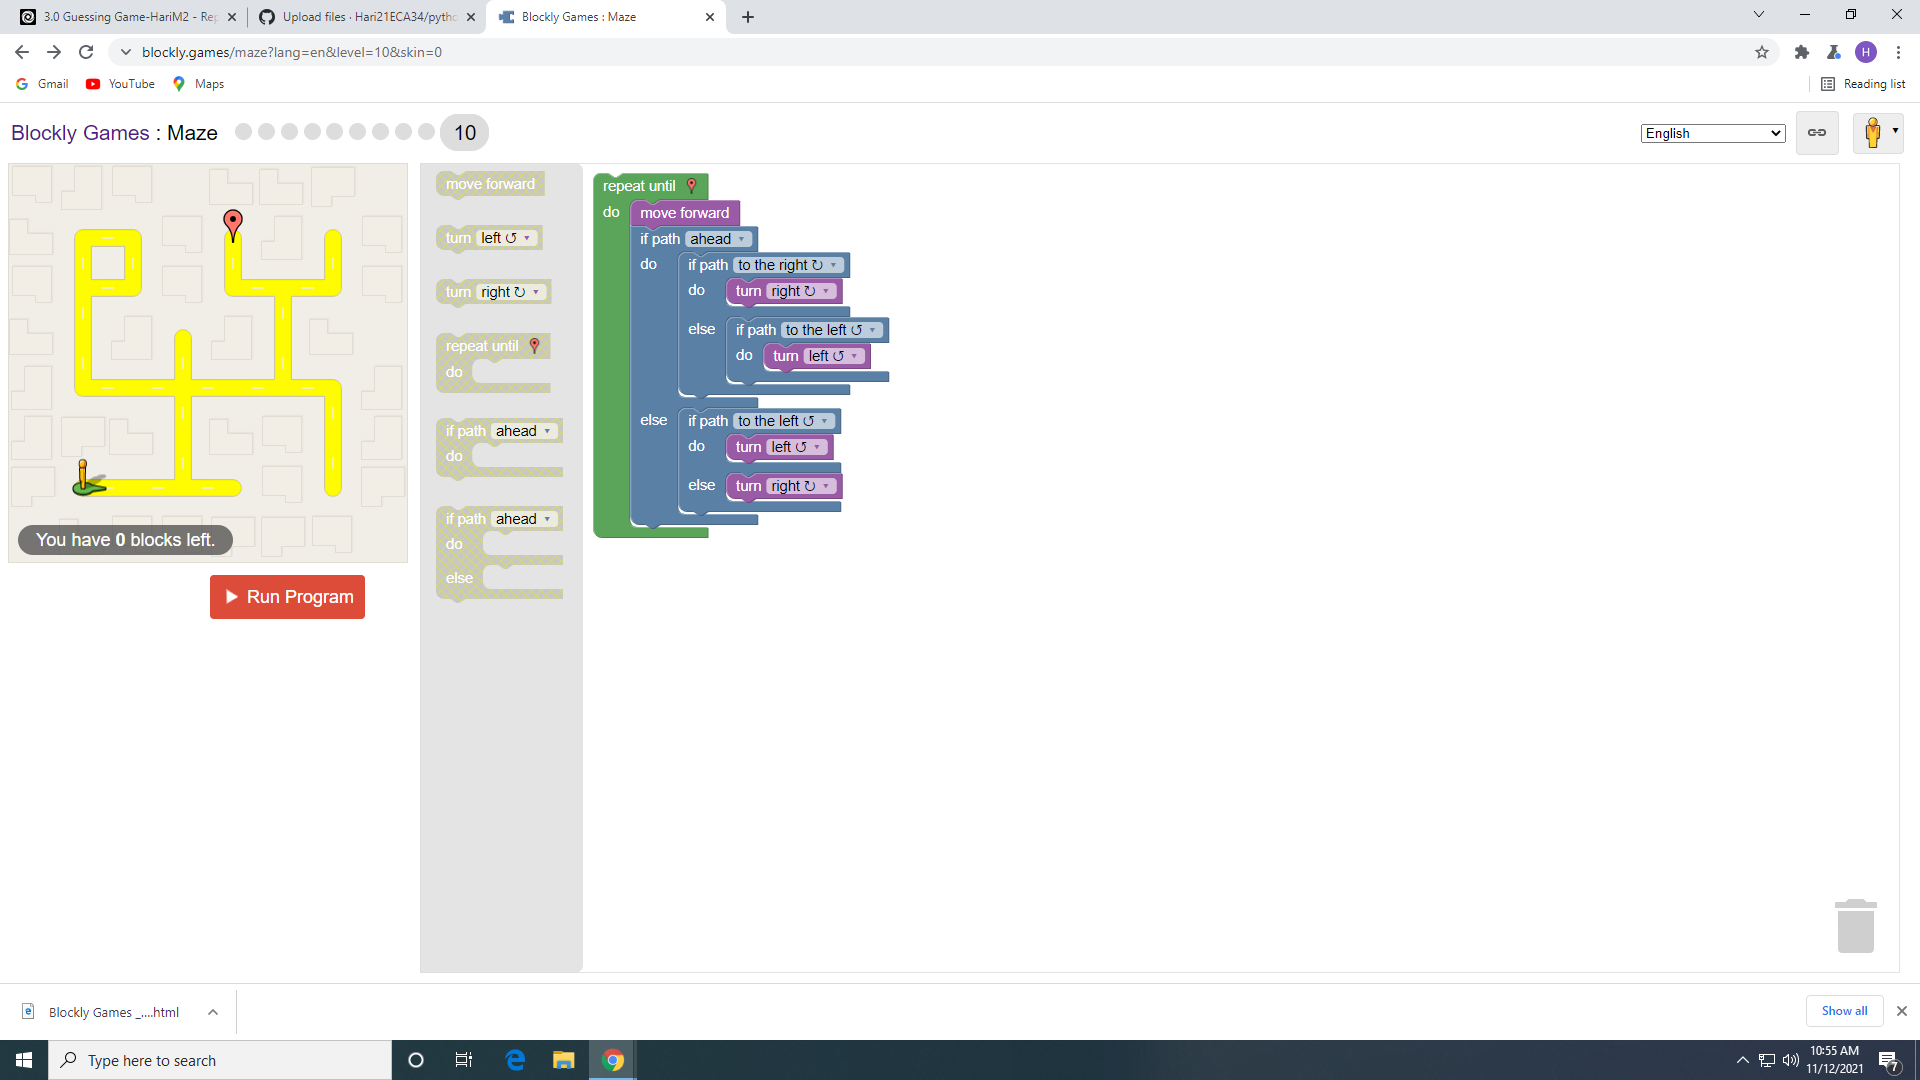 3.0 Guessing Game-HariM2 - Rep
Upload files · Hari21ECA34/pytho
Blockly Games : Maze
blockly.games/maze?lang=en&level=10&skin=0
H
Gmail
YouTube
Maps
Reading list
Blockly Games : Maze
10
English
You have 0 blocks left.
Run Program
move forward
turn left ↺
turn right ↻
repeat until
do
if path ahead
do
if path ahead
do
else
repeat until
do
move forward
if path ahead
do
if path to the right ↻
do
turn right ↻
else
if path to the left ↺
do
turn left ↺
else
if path to the left ↺
do
turn left ↺
else
turn right ↻
Blockly Games _....html
Show all
Type here to search
10:55 AM
11/12/2021
7